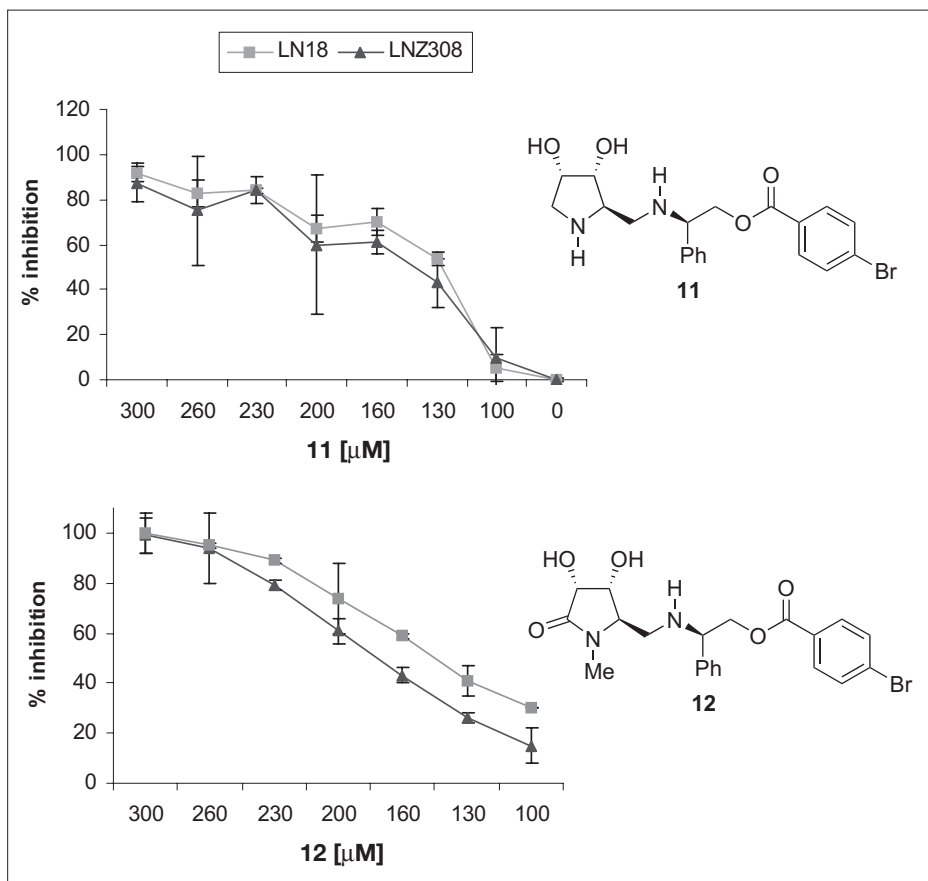 LN18 LNZ308
% inhibition
120
100
80
60
40
20
0
300 260 230 200 160 130 100 0
11 [µM]
HO OH
H
N
N
H
Ph
O
O
Br
11
% inhibition
100
80
60
40
20
0
300 260 230 200 160 130 100
12 [µM]
HO OH
H
N
O
N
Me
Ph
O
O
Br
12